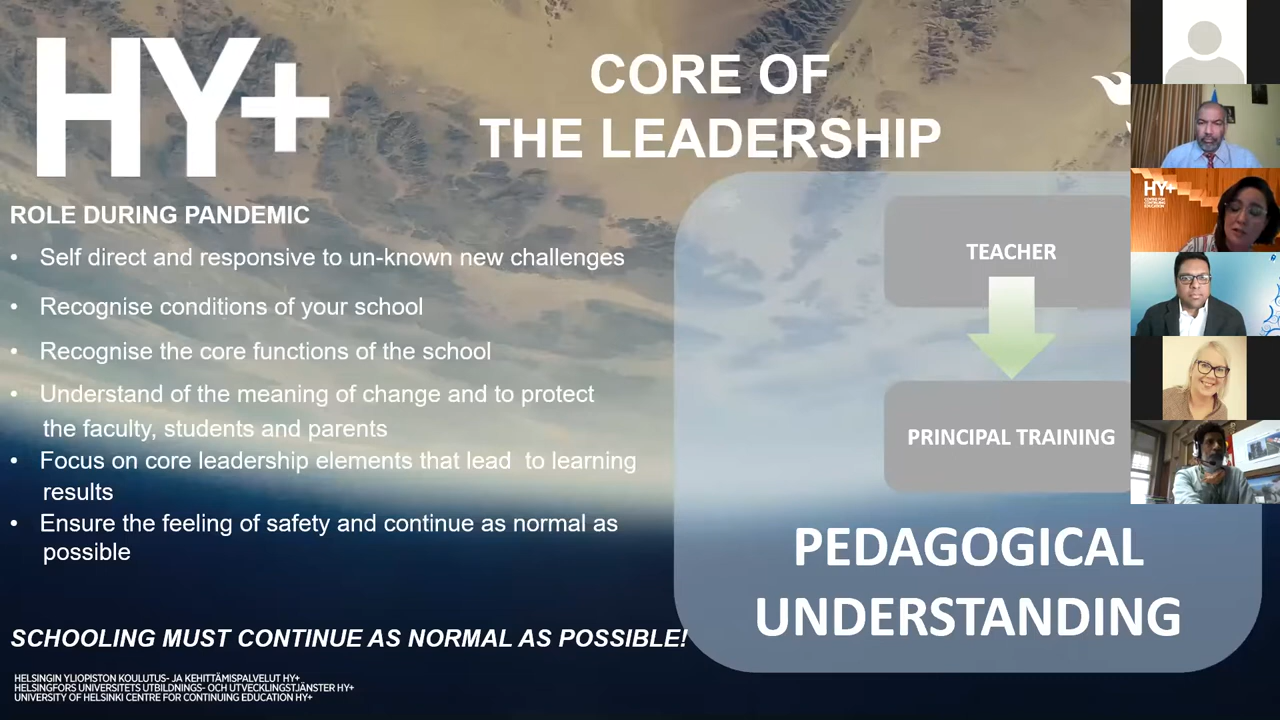 HY+
CORE OF
THE LEADERSHIP
ROLE DURING PANDEMIC
• Self direct and responsive to un-known new challenges
• Recognise conditions of your school
• Recognise the core functions of the school
• Understand of the meaning of change and to protect
the faculty, students and parents
• Focus on core leadership elements that lead to learning
results
• Ensure the feeling of safety and continue as normal as
possible
SCHOOLING MUST CONTINUE AS NORMAL AS POSSIBLE!
HELSINGIN YLIOPISTON KOULUTUS- JA KEHITTÄMISPALVELUT HY+
HELSINGFORS UNIVERSITETS UTBILDNINGS- OCH UTVECKLINGSTJÄNSTER HY+
UNIVERSITY OF HELSINKI CENTRE FOR CONTINUING EDUCATION HY+
TEACHER
PRINCIPAL TRAINING
PEDAGOGICAL
UNDERSTANDING
HY+
CENTRE FOR
CONTINUING
EDUCATION